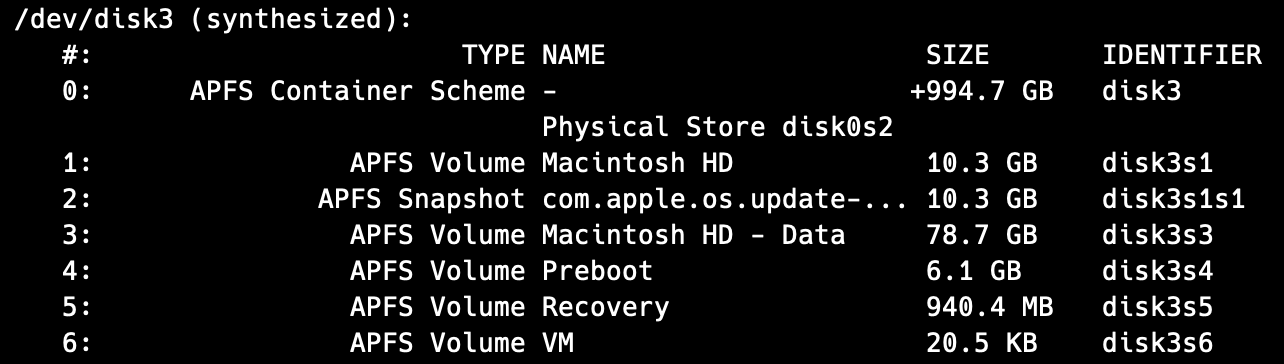 /dev/disk3 (synthesized):
   #:                       TYPE NAME                    SIZE       IDENTIFIER
   0:      APFS Container Scheme -                      +994.7 GB   disk3
                                 Physical Store disk0s2
   1:                APFS Volume Macintosh HD            10.3 GB    disk3s1
   2:              APFS Snapshot com.apple.os.update-... 10.3 GB    disk3s1s1
   3:                APFS Volume Macintosh HD - Data     78.7 GB    disk3s3
   4:                APFS Volume Preboot                 6.1 GB     disk3s4
   5:                APFS Volume Recovery                940.4 MB   disk3s5
   6:                APFS Volume VM                      20.5 KB    disk3s6